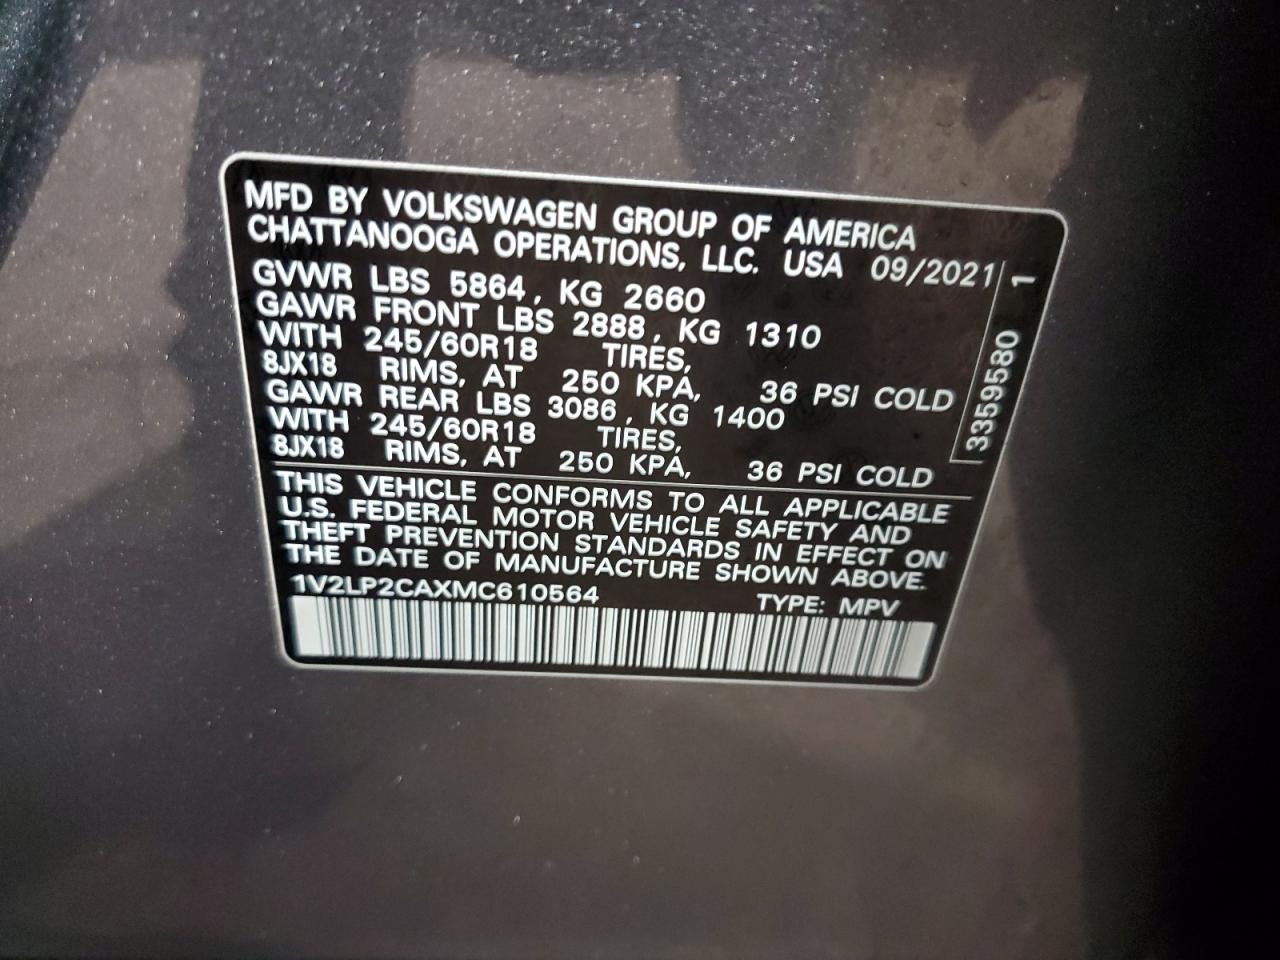 MFD BY VOLKSWAGEN GROUP OF AMERICA
CHATTANOOGA OPERATIONS, LLC. USA 09/2021
GVWR LBS 5864, KG 2660
GAWR FRONT LBS 2888, KG 1310
WITH 245/60R18 TIRES,
8JX18 RIMS, AT 250 KPA, 36 PSI COLD
GAWR REAR LBS 3086, KG 1400
WITH 245/60R18 TIRES,
8JX18 RIMS, AT 250 KPA, 36 PSI COLD
3359580 1
THIS VEHICLE CONFORMS TO ALL APPLICABLE
U.S. FEDERAL MOTOR VEHICLE SAFETY AND
THEFT PREVENTION STANDARDS IN EFFECT ON
THE DATE OF MANUFACTURE SHOWN ABOVE.
1V2LP2CAXMC610564 TYPE: MPV